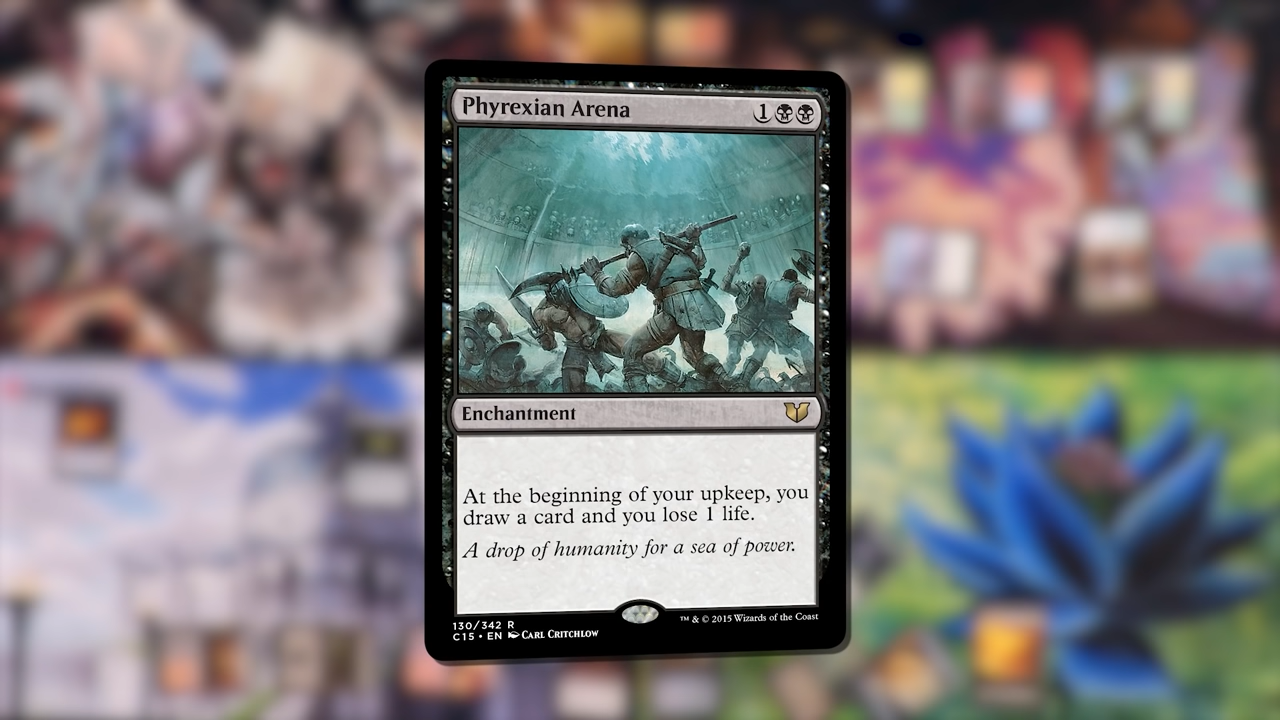 Phyrexian Arena 1
Enchantment
At the beginning of your upkeep, you
draw a card and you lose 1 life.
A drop of humanity for a sea of power.
130/342 R
C15 • EN Carl Critchlow
™ & © 2015 Wizards of the Coast